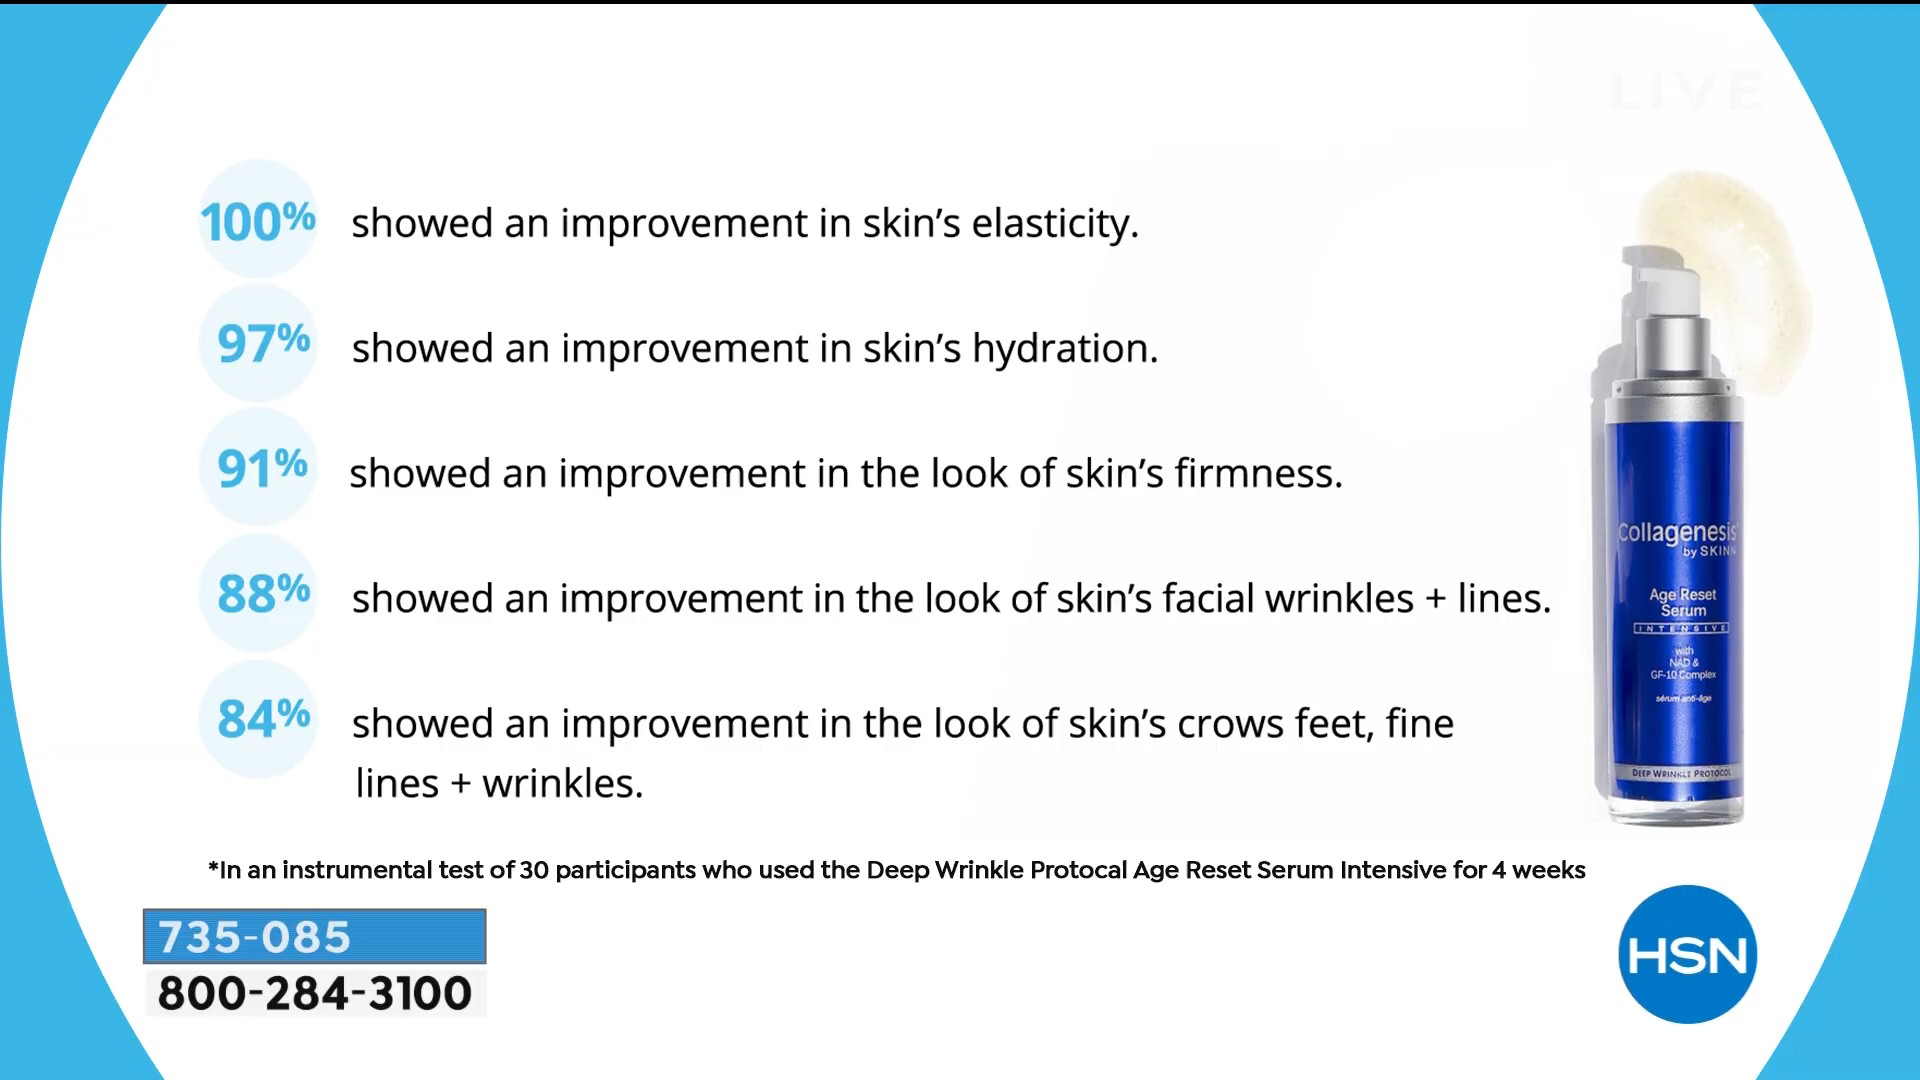 LIVE
100% showed an improvement in skin’s elasticity.
97% showed an improvement in skin’s hydration.
91% showed an improvement in the look of skin’s firmness.
88% showed an improvement in the look of skin’s facial wrinkles + lines.
84% showed an improvement in the look of skin’s crows feet, fine
lines + wrinkles.
Collagenesis
by SKINN
Age Reset
Serum
INTENSIVE
with
NAD &
GF-10 Complex
sérum anti-âge
DEEP WRINKLE PROTOCOL
*In an instrumental test of 30 participants who used the Deep Wrinkle Protocal Age Reset Serum Intensive for 4 weeks
735-085
800-284-3100
HSN